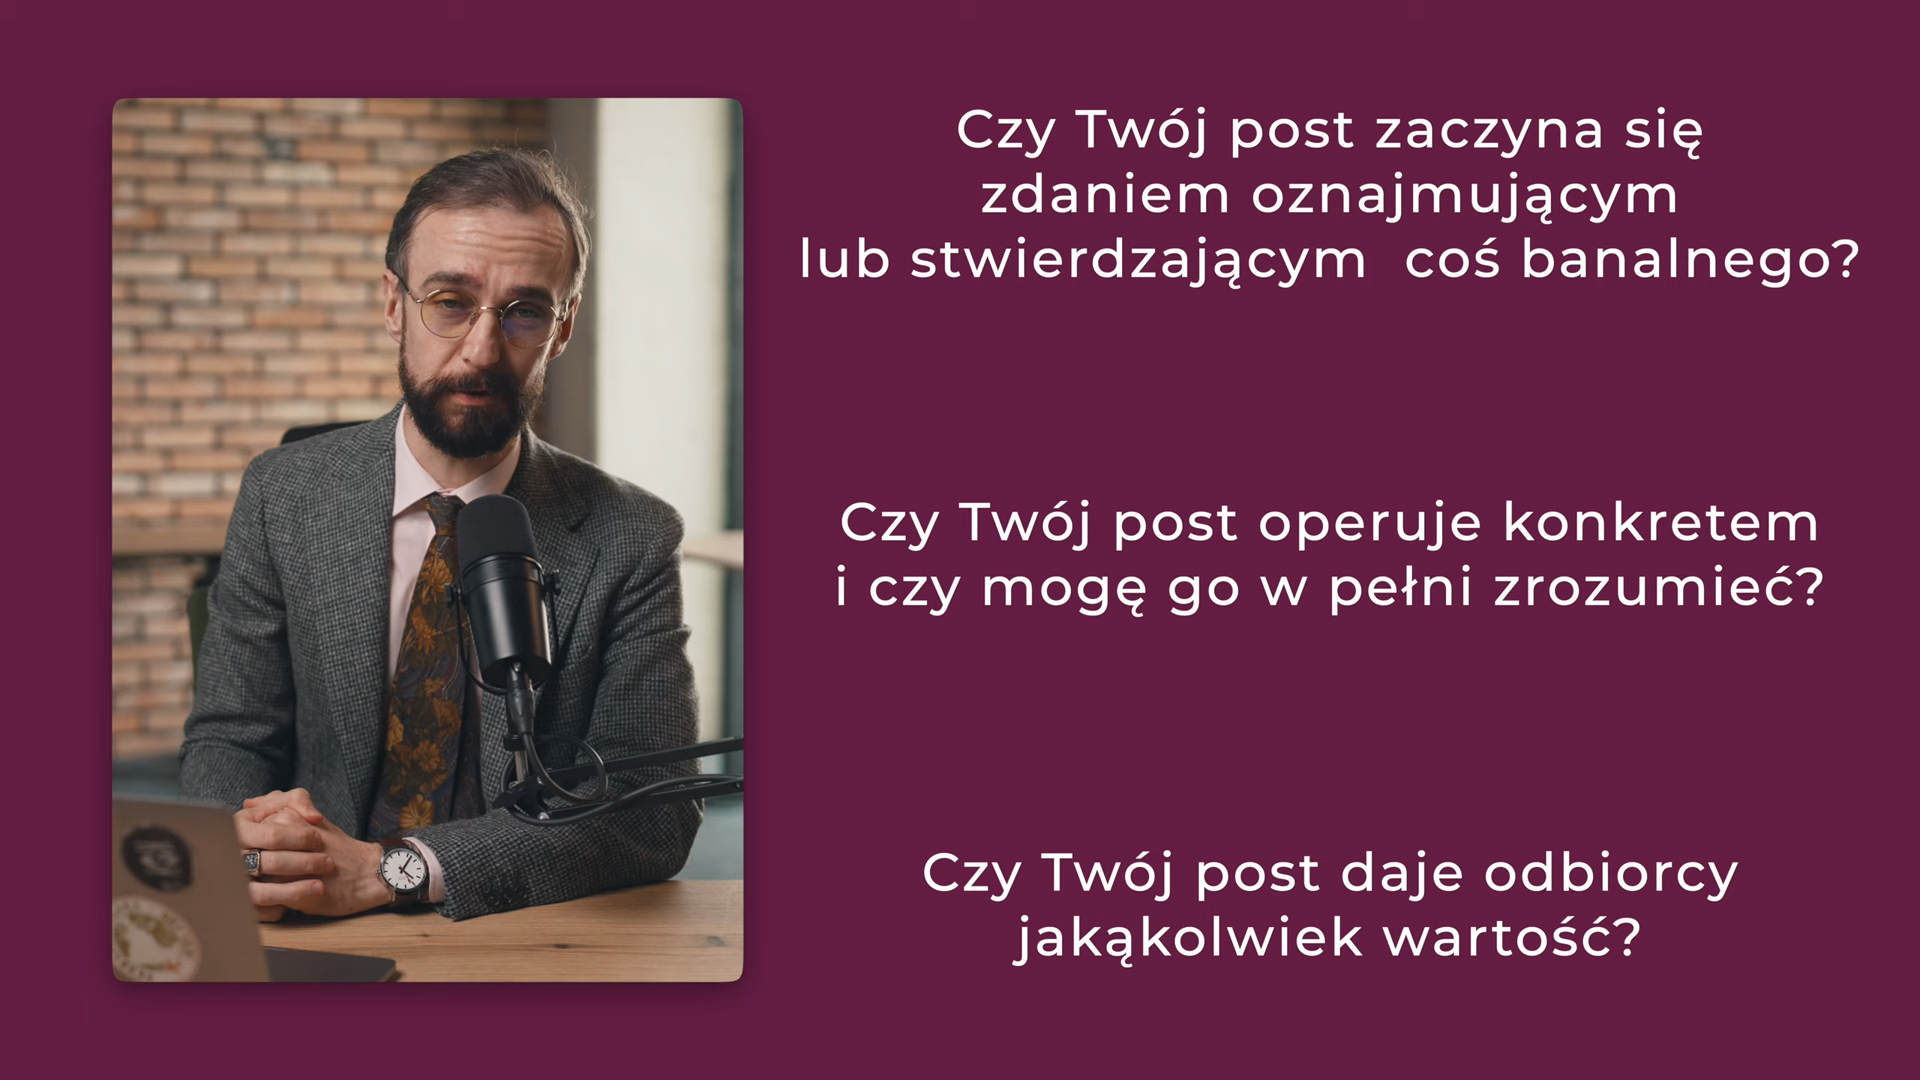 Czy Twój post zaczyna się
zdaniem oznajmującym
lub stwierdzającym  coś banalnego?
Czy Twój post operuje konkretem
i czy mogę go w pełni zrozumieć?
Czy Twój post daje odbiorcy
jakąkolwiek wartość?